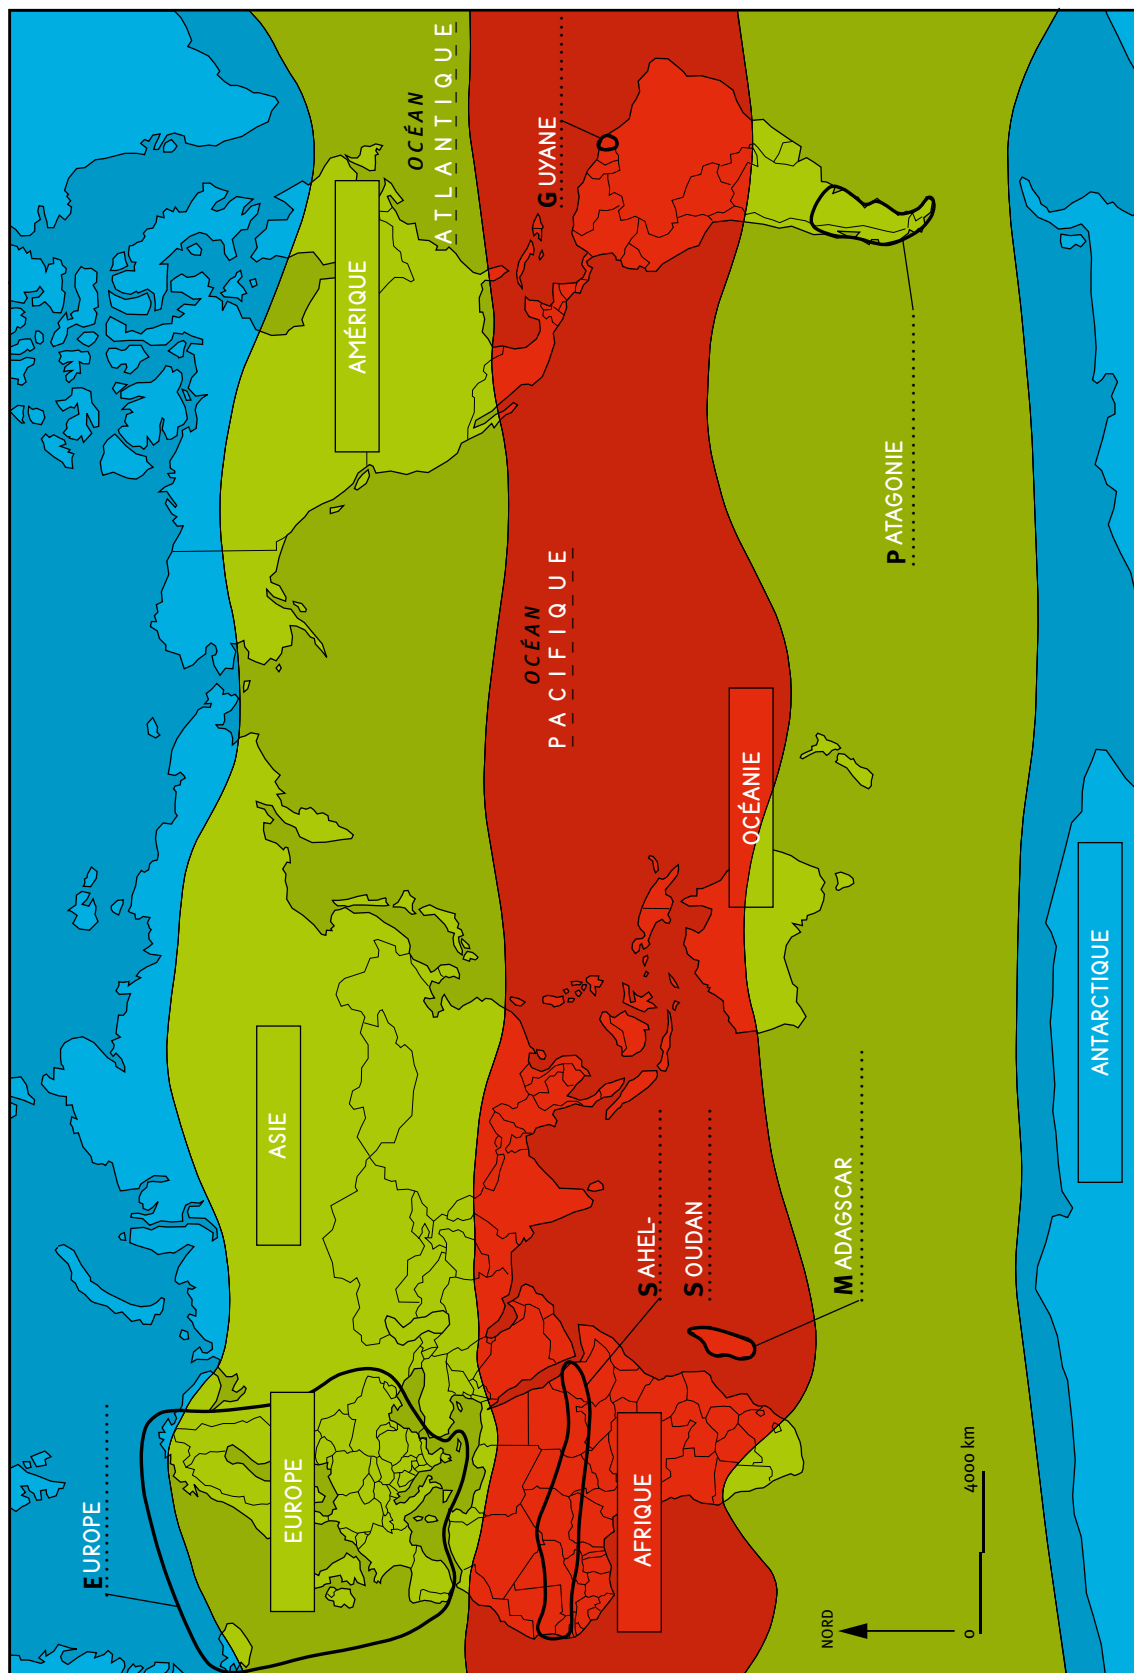 EUROPE
EUROPE
ASIE
AMÉRIQUE
OCÉAN
ATLANTIQUE
OCÉAN
PACIFIQUE
GUYANE
AFRIQUE
SAHEL-
SOUDAN
OCÉANIE
MADAGSCAR
PATAGONIE
NORD
0 4000 km
ANTARCTIQUE